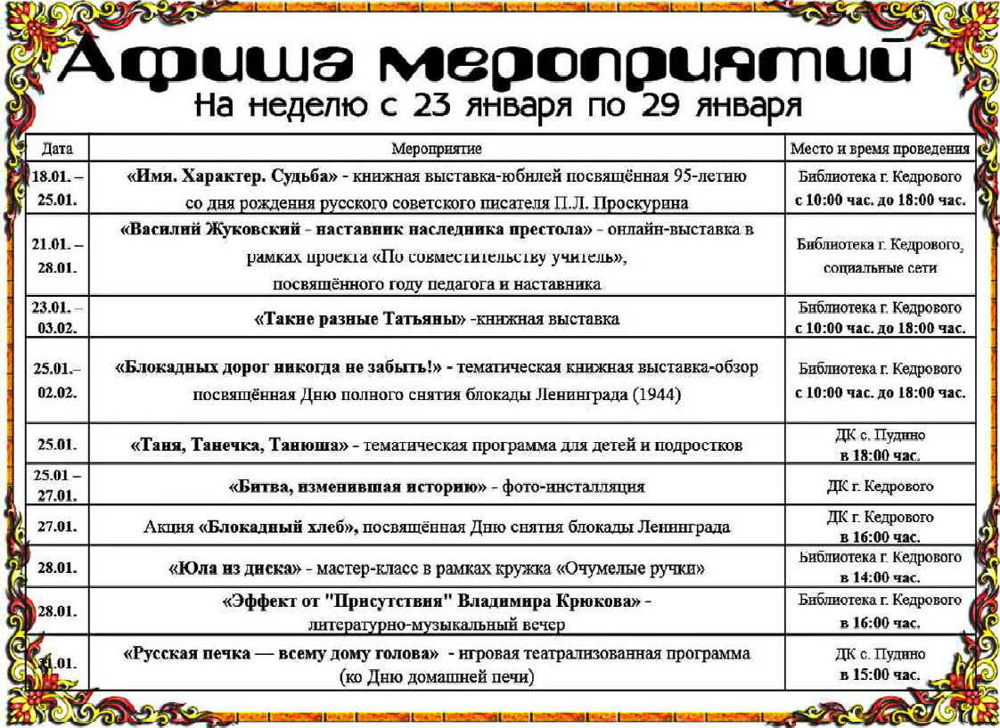 Афиша мероприятий
На неделю с 23 января по 29 января
Дата Мероприятие Место и время проведения
18.01. –
25.01.
«Имя. Характер. Судьба» - книжная выставка-юбилей посвящённая 95-летию
со дня рождения русского советского писателя П.Л. Проскурина
Библиотека г. Кедрового
с 10:00 час. до 18:00 час.
21.01. –
28.01.
«Василий Жуковский - наставник наследника престола» - онлайн-выставка в
рамках проекта «По совместительству учитель»,
посвящённого году педагога и наставника
Библиотека г. Кедрового,
социальные сети
23.01. –
03.02.
«Такие разные Татьяны» -книжная выставка
Библиотека г. Кедрового
с 10:00 час. до 18:00 час.
25.01.–
02.02.
«Блокадных дорог никогда не забыть!» - тематическая книжная выставка-обзор
посвящённая Дню полного снятия блокады Ленинграда (1944)
Библиотека г. Кедрового
с 10:00 час. до 18:00 час.
25.01.
«Таня, Танечка, Танюша» - тематическая программа для детей и подростков
ДК с. Пудино
в 18:00 час.
25.01 –
27.01.
«Битва, изменившая историю» - фото-инсталляция
ДК г. Кедрового
27.01.
Акция «Блокадный хлеб», посвящённая Дню снятия блокады Ленинграда
ДК г. Кедрового
в 16:00 час.
28.01.
«Юла из диска» - мастер-класс в рамках кружка «Очумелые ручки»
Библиотека г. Кедрового
в 14:00 час.
28.01.
«Эффект от "Присутствия" Владимира Крюкова» -
литературно-музыкальный вечер
Библиотека г. Кедрового
в 16:00 час.
«Русская печка — всему дому голова» - игровая театрализованная программа
(ко Дню домашней печи)
ДК с. Пудино
в 15:00 час.